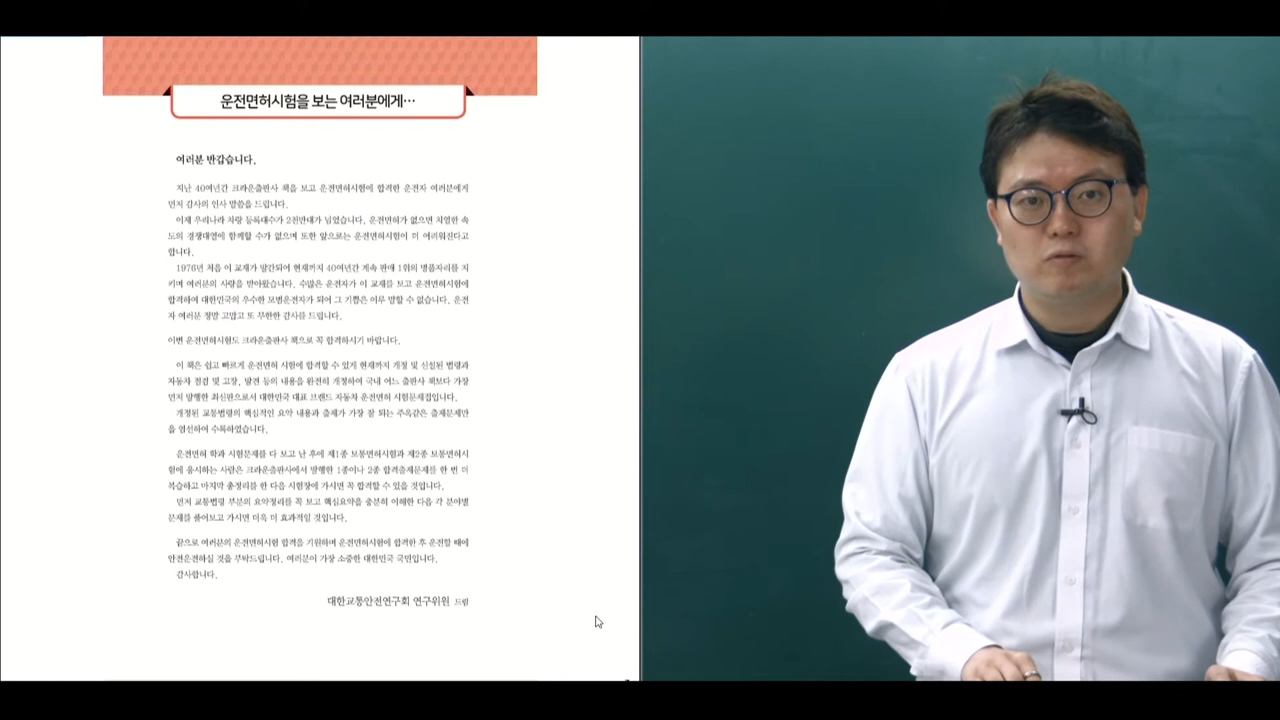 운전면허시험을 보는 여러분에게…
여러분 반갑습니다.
지난 40여년간 크라운출판사 책을 보고 운전면허시험에 합격한 운전자 여러분에게
먼저 감사의 인사 말씀을 드립니다.
이제 우리나라 차량 등록대수가 2천만대가 넘었습니다. 운전면허가 없으면 치열한 속
도의 경쟁대열에 함께할 수가 없으며 또한 앞으로는 운전면허시험이 더 어려워진다고
합니다.
1976년 처음 이 교재가 발간되어 현재까지 40여년간 계속 판매 1위의 명품자리를 지
키며 여러분의 사랑을 받아왔습니다. 수많은 운전자가 이 교재를 보고 운전면허시험에
합격하여 대한민국의 우수한 모범운전자가 되어 그 기쁨은 이루 말할 수 없습니다. 운전
자 여러분 정말 고맙고 또 무한한 감사를 드립니다.
이번 운전면허시험도 크라운출판사 책으로 꼭 합격하시기 바랍니다.
이 책은 쉽고 빠르게 운전면허 시험에 합격할 수 있게 현재까지 개정 및 신설된 법령과
자동차 점검 및 고장, 발견 등의 내용을 완전히 개정하여 국내 어느 출판사 책보다 가장
먼저 발행한 최신판으로서 대한민국 대표 브랜드 자동차 운전면허 시험문제집입니다.
개정된 교통법령의 핵심적인 요약 내용과 출제가 가장 잘 되는 주옥같은 출제문제만
을 엄선하여 수록하였습니다.
운전면허 학과 시험문제를 다 보고 난 후에 제1종 보통면허시험과 제2종 보통면허시
험에 응시하는 사람은 크라운출판사에서 발행한 1종이나 2종 합격출제문제를 한 번 더
복습하고 마지막 총정리를 한 다음 시험장에 가시면 꼭 합격할 수 있을 것입니다.
먼저 교통법령 부분의 요약정리를 꼭 보고 핵심요약을 충분히 이해한 다음 각 분야별
문제를 풀어보고 가시면 더욱 더 효과적일 것입니다.
끝으로 여러분의 운전면허시험 합격을 기원하며 운전면허시험에 합격한 후 운전할 때에
안전운전하실 것을 부탁드립니다. 여러분이 가장 소중한 대한민국 국민입니다.
감사합니다.
대한교통안전연구회 연구위원 드림